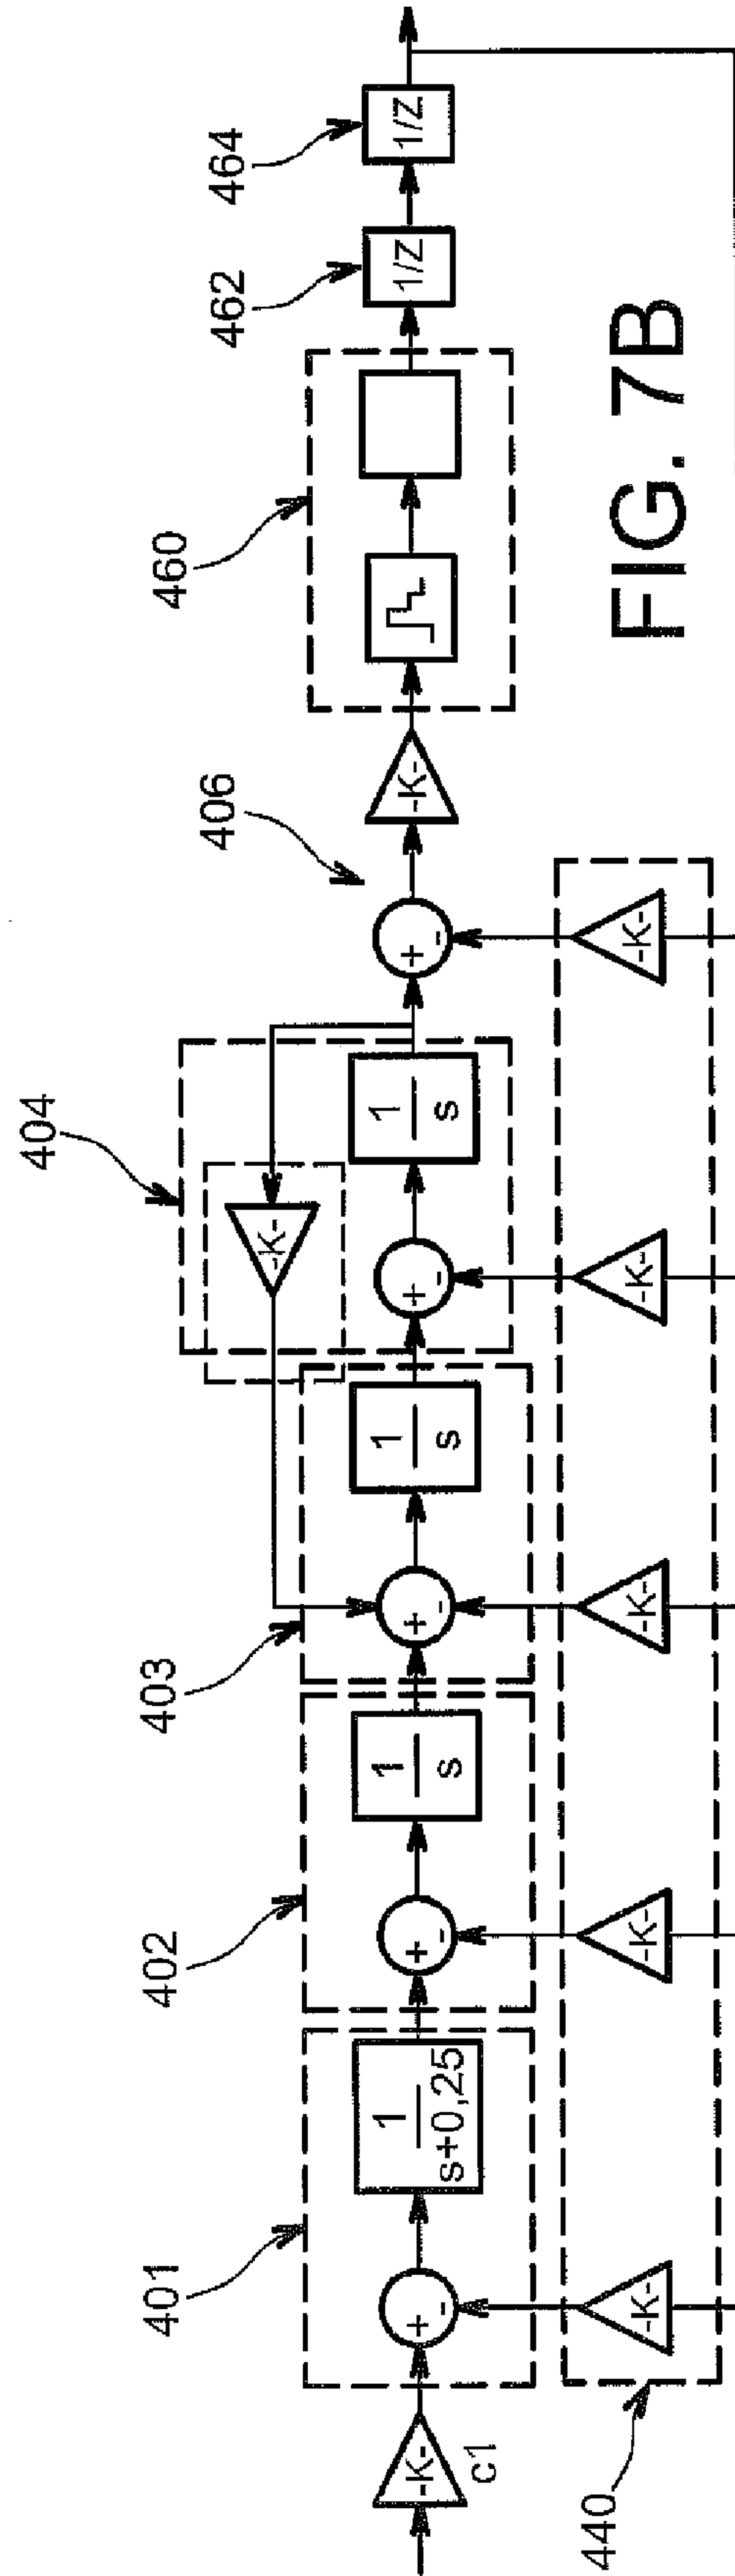 401
402
403
404
406
460
462
464
-K-
c1
+
-
1
s+0,25
+
-
1
s
+
-
1
s
+
-
1
s
-K-
+
-
-K-
1/Z
1/Z
440
-K-
-K-
-K-
-K-
-K-
FIG. 7B